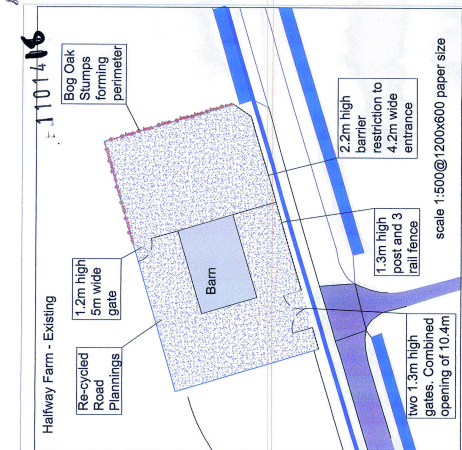 Halfway Farm - Existing
1101418
Re-cycled
Road
Plannings
1.2m high
5m wide
gate
Bog Oak
Stumps
forming
perimeter
Barn
two 1.3m high
gates. Combined
opening of 10.4m
1.3m high
post and 3
rail fence
2.2m high
barrier
restriction to
4.2m wide
entrance
scale 1:500@1200x600 paper size